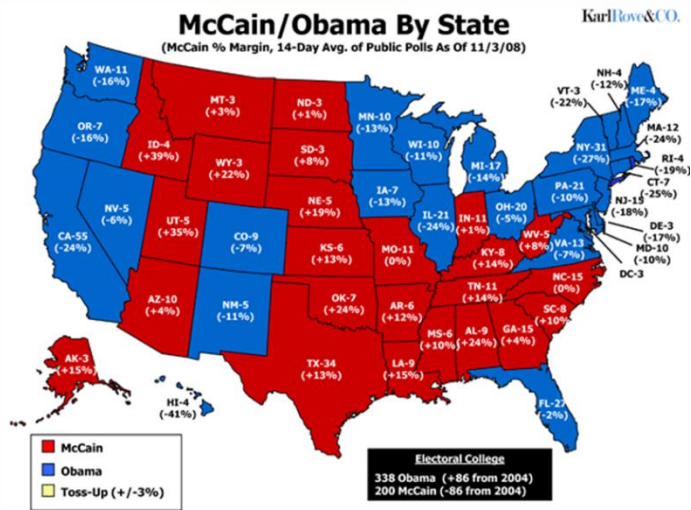 McCain/Obama By State
(McCain % Margin, 14-Day Avg. of Public Polls As Of 11/3/08)
KarlRove&CO.
WA-11
(-16%)
MT-3
(+3%)
ND-3
(+1%)
MN-10
(-13%)
VT-3
(-22%)
NH-4
(-12%)
ME-4
(-17%)
OR-7
(-16%)
ID-4
(+39%)
WY-3
(+22%)
SD-3
(+8%)
WI-10
(-11%)
MI-17
(-14%)
NY-31
(-27%)
MA-12
(-24%)
RI-4
(-19%)
CT-7
(-25%)
NJ-15
(-18%)
DE-3
(-17%)
MD-10
(-10%)
DC-3
CA-55
(-24%)
NV-5
(-6%)
UT-5
(+35%)
CO-9
(-7%)
NE-5
(+19%)
KS-6
(+13%)
IA-7
(-13%)
MO-11
(0%)
IL-21
(-24%)
IN-11
(+1%)
OH-20
(-5%)
PA-21
(-10%)
WV-5
(+8%)
VA-13
(-7%)
KY-8
(+14%)
AZ-10
(+4%)
NM-5
(-11%)
OK-7
(+24%)
AR-6
(+12%)
TN-11
(+14%)
NC-15
(0%)
SC-8
(+10%)
TX-34
(+13%)
LA-9
(+15%)
MS-6
(+10%)
AL-9
(+24%)
GA-15
(+4%)
FL-27
(-2%)
AK-3
(+15%)
HI-4
(-41%)
McCain
Obama
Toss-Up (+/-3%)
Electoral College
338 Obama (+86 from 2004)
200 McCain (-86 from 2004)